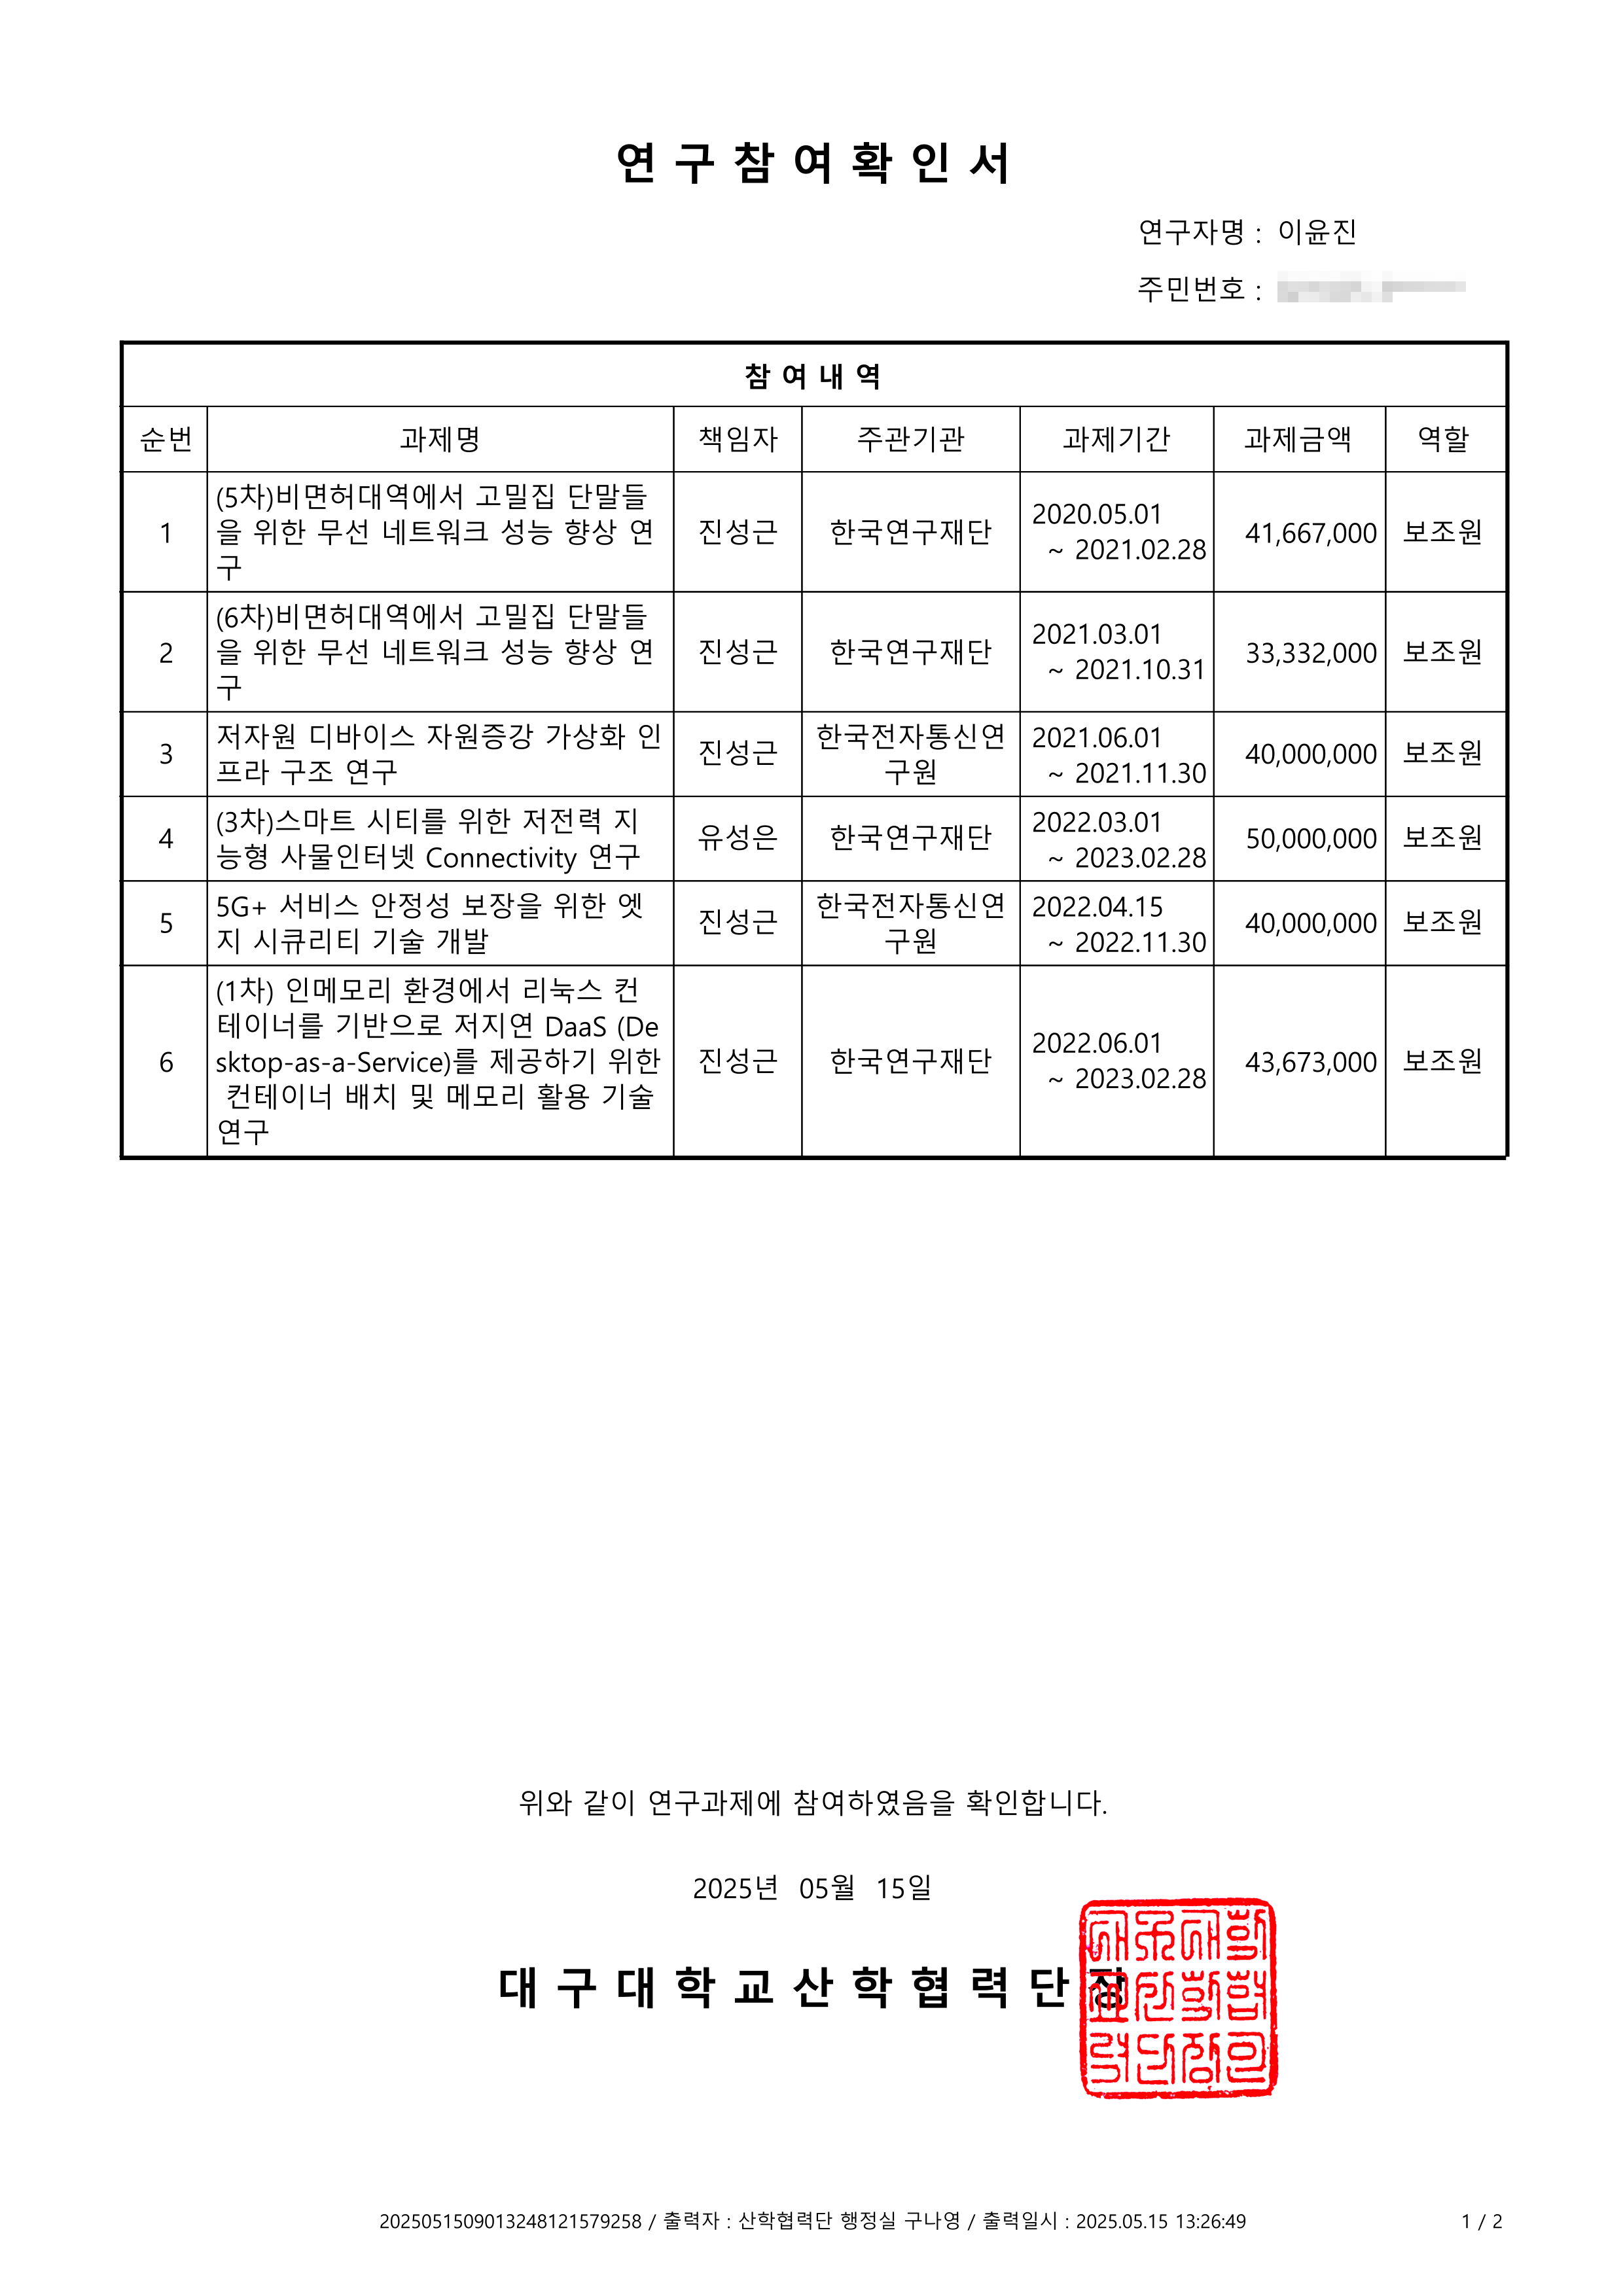 연구참여확인서
연구자명 : 이윤진
주민번호 :
참여내역
순번 과제명 책임자 주관기관 과제기간 과제금액 역할
1
(5차)비면허대역에서 고밀집 단말들
을 위한 무선 네트워크 성능 향상 연
구
진성근
한국연구재단
2020.05.01
~ 2021.02.28
41,667,000
보조원
2
(6차)비면허대역에서 고밀집 단말들
을 위한 무선 네트워크 성능 향상 연
구
진성근
한국연구재단
2021.03.01
~ 2021.10.31
33,332,000
보조원
3
저자원 디바이스 자원증강 가상화 인
프라 구조 연구
진성근
한국전자통신연
구원
2021.06.01
~ 2021.11.30
40,000,000
보조원
4
(3차)스마트 시티를 위한 저전력 지
능형 사물인터넷 Connectivity 연구
유성은
한국연구재단
2022.03.01
~ 2023.02.28
50,000,000
보조원
5
5G+ 서비스 안정성 보장을 위한 엣
지 시큐리티 기술 개발
진성근
한국전자통신연
구원
2022.04.15
~ 2022.11.30
40,000,000
보조원
6
(1차) 인메모리 환경에서 리눅스 컨
테이너를 기반으로 저지연 DaaS (De
sktop-as-a-Service)를 제공하기 위한
컨테이너 배치 및 메모리 활용 기술
연구
진성근
한국연구재단
2022.06.01
~ 2023.02.28
43,673,000
보조원
위와 같이 연구과제에 참여하였음을 확인합니다.
2025년 05월 15일
대구대학교산학협력단장
2025051509013248121579258 / 출력자 : 산학협력단 행정실 구나영 / 출력일시 : 2025.05.15 13:26:49
1 / 2